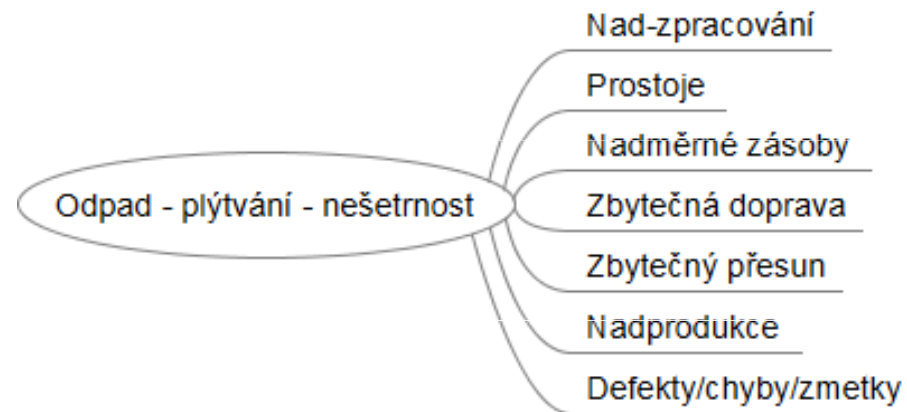 Nad-zpracování
Prostoje
Nadměrné zásoby
Odpad - plýtvání - nešetrnost
Zbytečná doprava
Zbytečný přesun
Nadprodukce
Defekty/chyby/zmetky